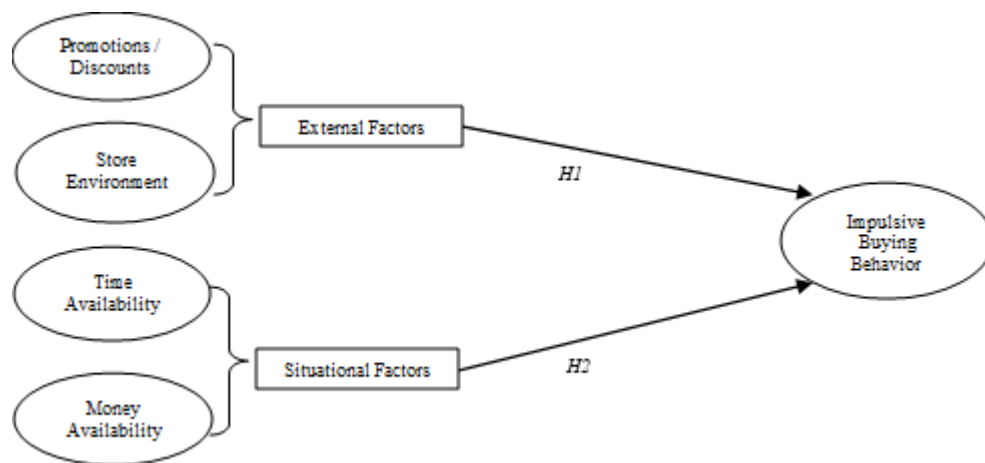 Promotions /
Discounts
External Factors
Store
Environment
H1
Impulsive
Buying
Behavior
Time
Availability
Situational Factors
H2
Money
Availability